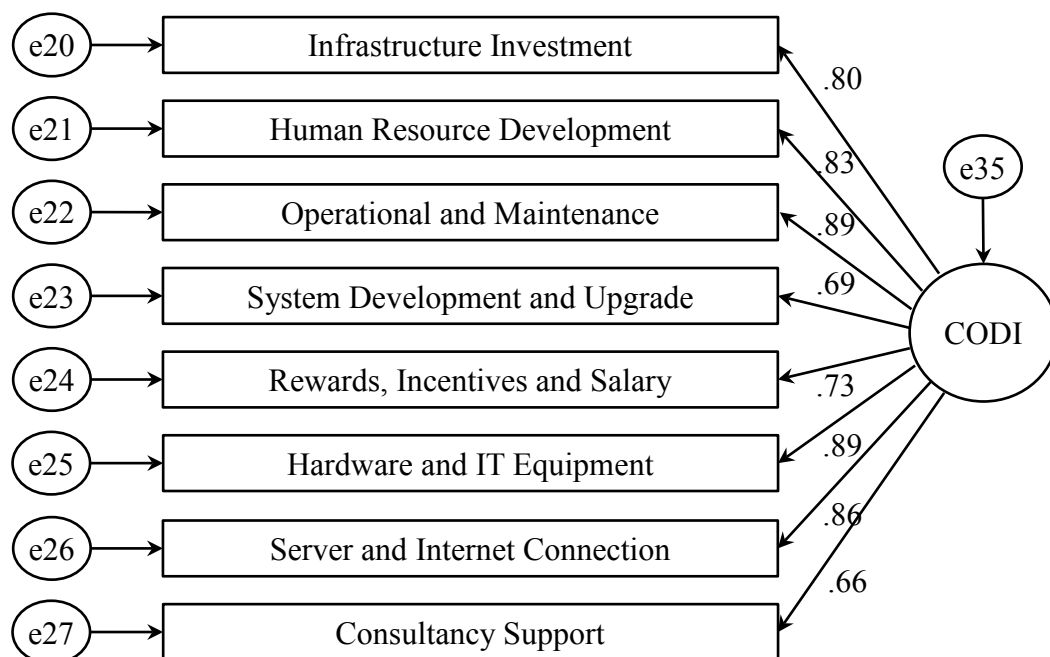 e20
Infrastructure Investment
.80
e21
Human Resource Development
.83
e35
e22
Operational and Maintenance
.89
e23
System Development and Upgrade
.69
CODI
e24
Rewards, Incentives and Salary
.73
e25
Hardware and IT Equipment
.89
e26
Server and Internet Connection
.86
e27
Consultancy Support
.66